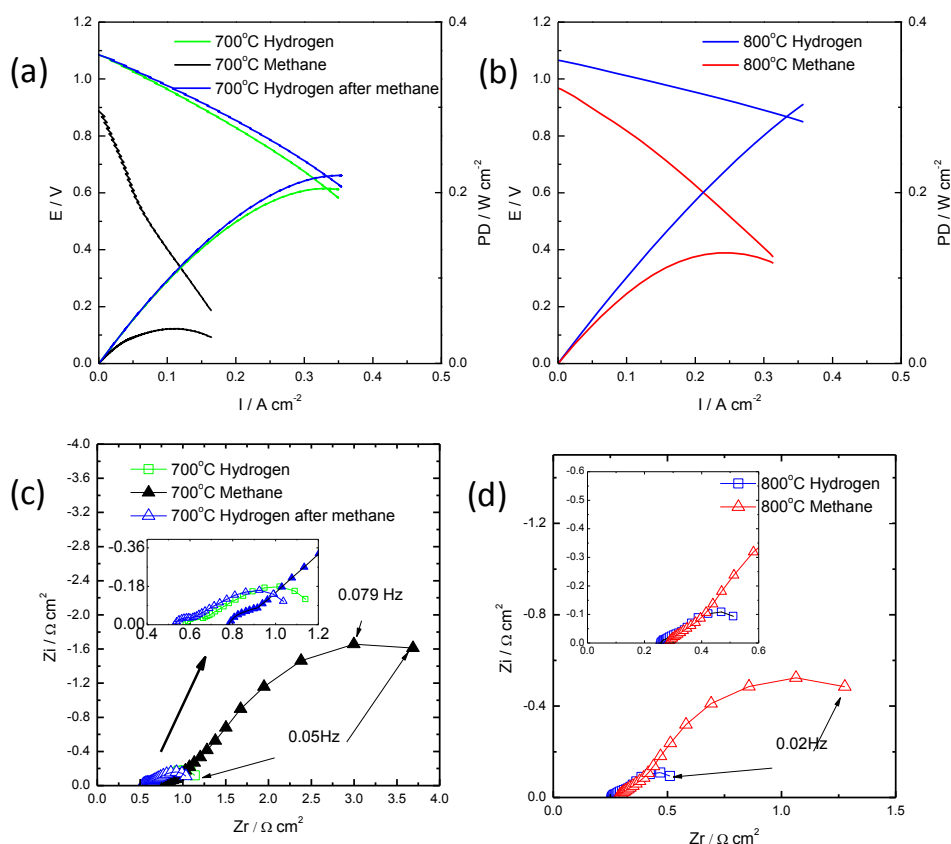 (a)
700°C Hydrogen
700°C Methane
700°C Hydrogen after methane
1.2
1.0
0.8
0.6
0.4
0.2
0.0
E / V
0.4
0.2
0.0
PD / W cm-2
0.0 0.1 0.2 0.3 0.4 0.5
I / A cm-2
(b)
800°C Hydrogen
800°C Methane
1.2
1.0
0.8
0.6
0.4
0.2
0.0
E / V
0.4
0.2
0.0
PD / W cm-2
0.0 0.1 0.2 0.3 0.4 0.5
I / A cm-2
(c)
700°C Hydrogen
700°C Methane
700°C Hydrogen after methane
-4.0
-3.6
-3.2
-2.8
-2.4
-2.0
-1.6
-1.2
-0.8
-0.4
0.0
Zi / Ω cm2
-0.36
-0.18
0.00
0.4 0.6 0.8 1.0 1.2
0.079 Hz
0.05Hz
0.0 0.5 1.0 1.5 2.0 2.5 3.0 3.5 4.0
Zr / Ω cm2
(d)
800°C Hydrogen
800°C Methane
-1.2
-0.8
-0.4
0.0
Zi / Ω cm2
-0.6
-0.5
-0.4
-0.3
-0.2
-0.1
0.0
0.0 0.2 0.4 0.6
0.02Hz
0.0 0.5 1.0 1.5
Zr / Ω cm2